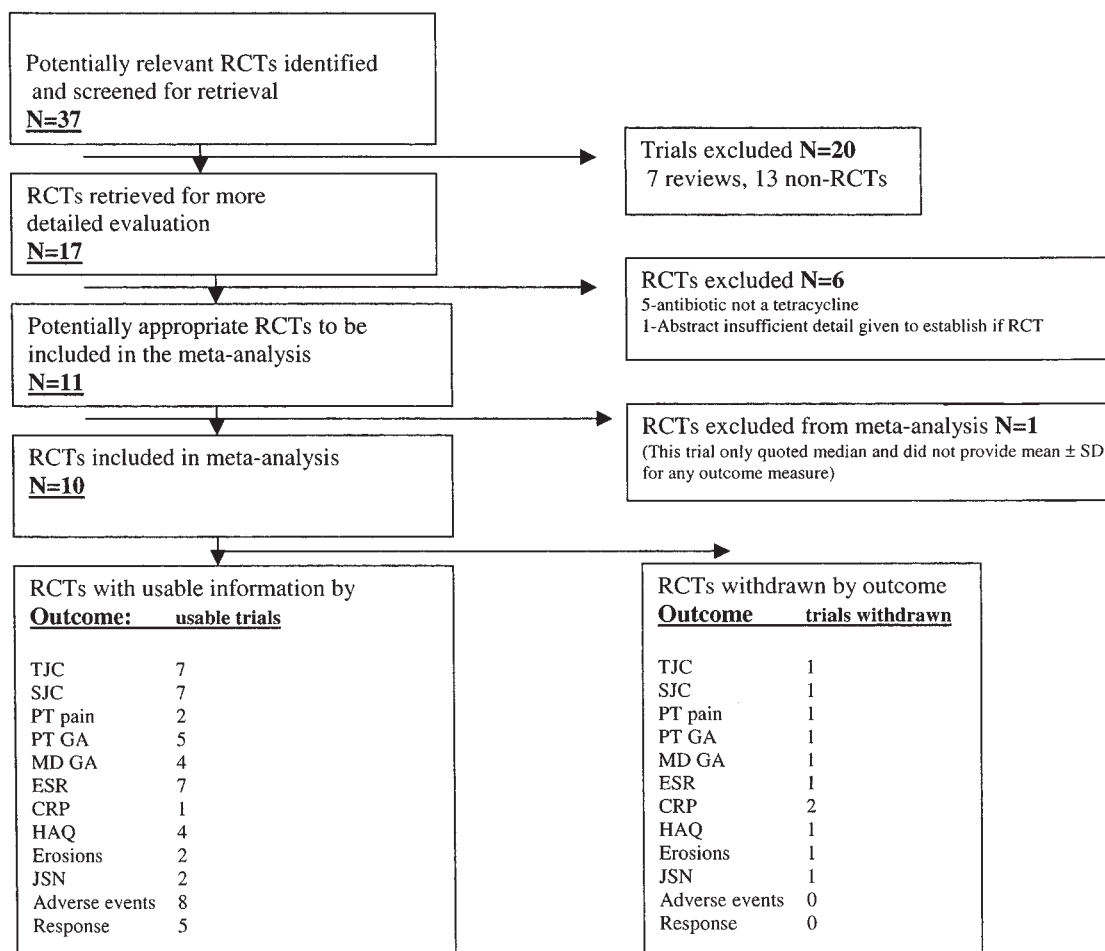 Potentially relevant RCTs identified
and screened for retrieval
N=37
Trials excluded N=20
7 reviews, 13 non-RCTs
RCTs retrieved for more
detailed evaluation
N=17
RCTs excluded N=6
5-antibiotic not a tetracycline
1-Abstract insufficient detail given to establish if RCT
Potentially appropriate RCTs to be
included in the meta-analysis
N=11
RCTs excluded from meta-analysis N=1
(This trial only quoted median and did not provide mean ± SD
for any outcome measure)
RCTs included in meta-analysis
N=10
RCTs with usable information by
Outcome: usable trials
TJC 7
SJC 7
PT pain 2
PT GA 5
MD GA 4
ESR 7
CRP 1
HAQ 4
Erosions 2
JSN 2
Adverse events 8
Response 5
RCTs withdrawn by outcome
Outcome trials withdrawn
TJC 1
SJC 1
PT pain 1
PT GA 1
MD GA 1
ESR 1
CRP 2
HAQ 1
Erosions 1
JSN 1
Adverse events 0
Response 0